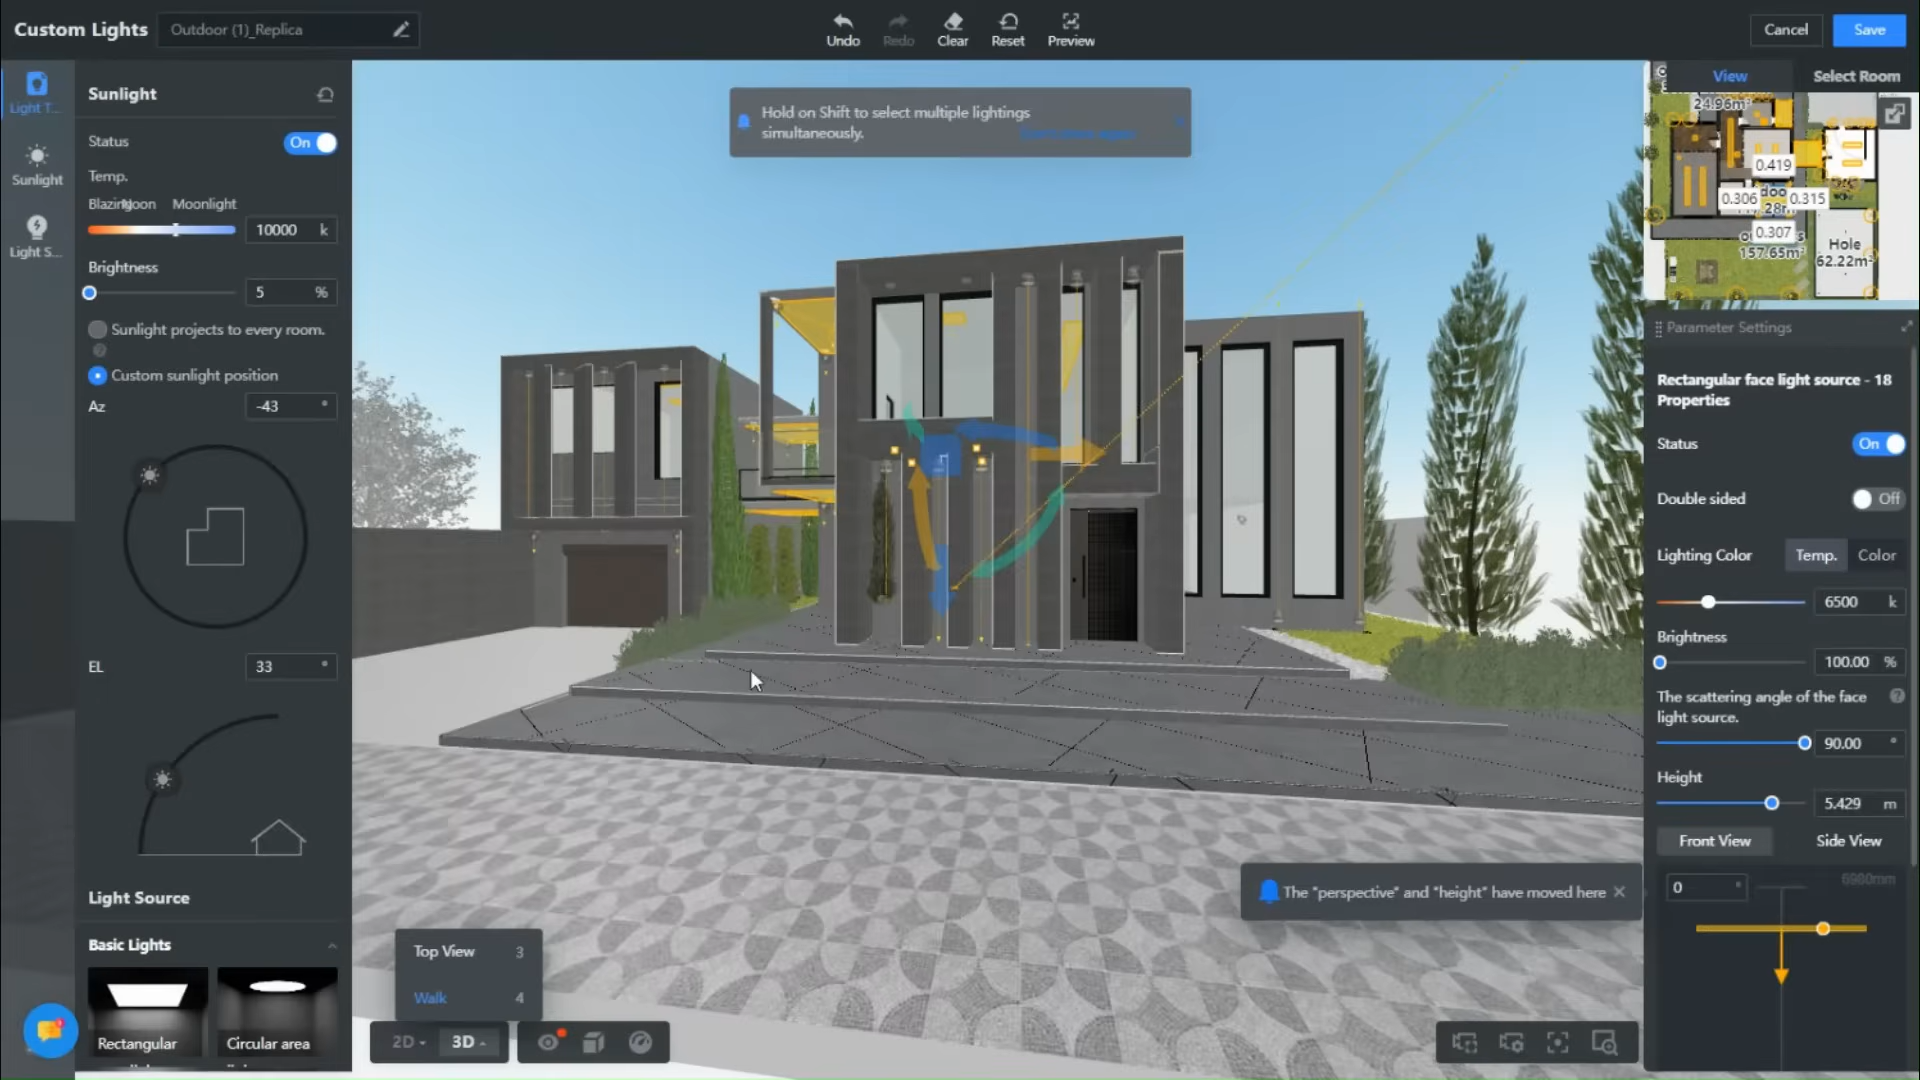 Custom Lights
Outdoor (1)_Replica
Undo
Redo
Clear
Reset
Preview
Cancel
Save
Light T...
Sunlight
Light S...
Sunlight
Status
On
Temp.
Blazing
Noon
Moonlight
10000 k
Brightness
5 %
Sunlight projects to every room.
Custom sunlight position
Az
-43 °
EL
33 °
Light Source
Basic Lights
Rectangular
Circular area
Hold on Shift to select multiple lightings
simultaneously.
Top View 3
Walk 4
2D
3D
The "perspective" and "height" have moved here
View
Select Room
24.96m²
0.419
0.306
0.315
0.307
157.65m²
Hole
62.22m²
Parameter Settings
Rectangular face light source - 18
Properties
Status
On
Double sided
Off
Lighting Color
Temp.
Color
6500 k
Brightness
100.00 %
The scattering angle of the face
light source.
90.00 °
Height
5.429 m
Front View
Side View
0 °
6980mm